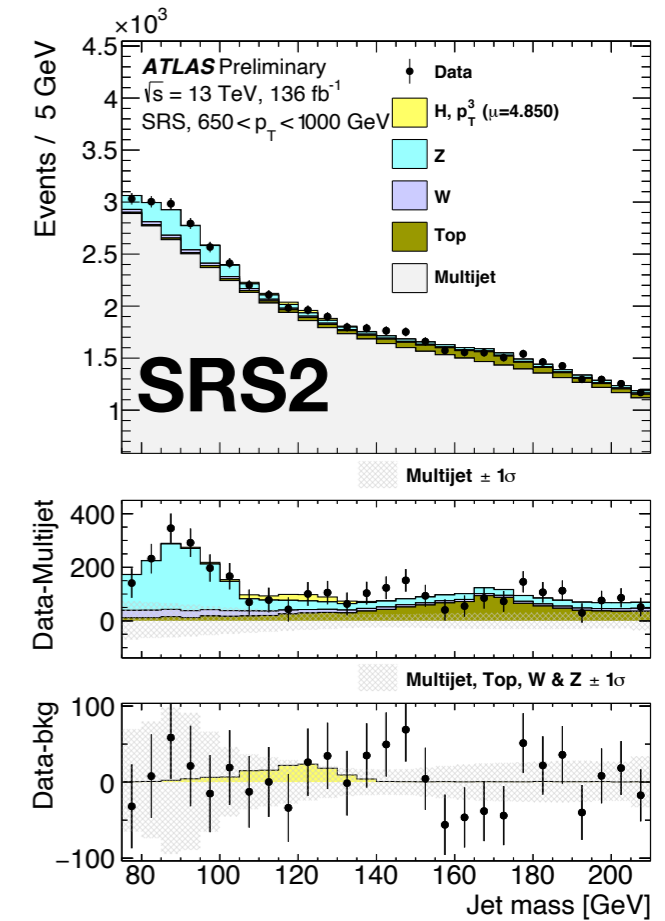 ×10³
4.5
4
3.5
3
2.5
2
1.5
1
Events / 5 GeV
ATLAS Preliminary
√s = 13 TeV, 136 fb⁻¹
SRS, 650<p_T<1000 GeV
Data
H, p_T³ (μ=4.850)
Z
W
Top
Multijet
SRS2
Multijet ± 1σ
400
200
0
Data-Multijet
Multijet, Top, W & Z ± 1σ
100
0
−100
Data-bkg
80 100 120 140 160 180 200
Jet mass [GeV]